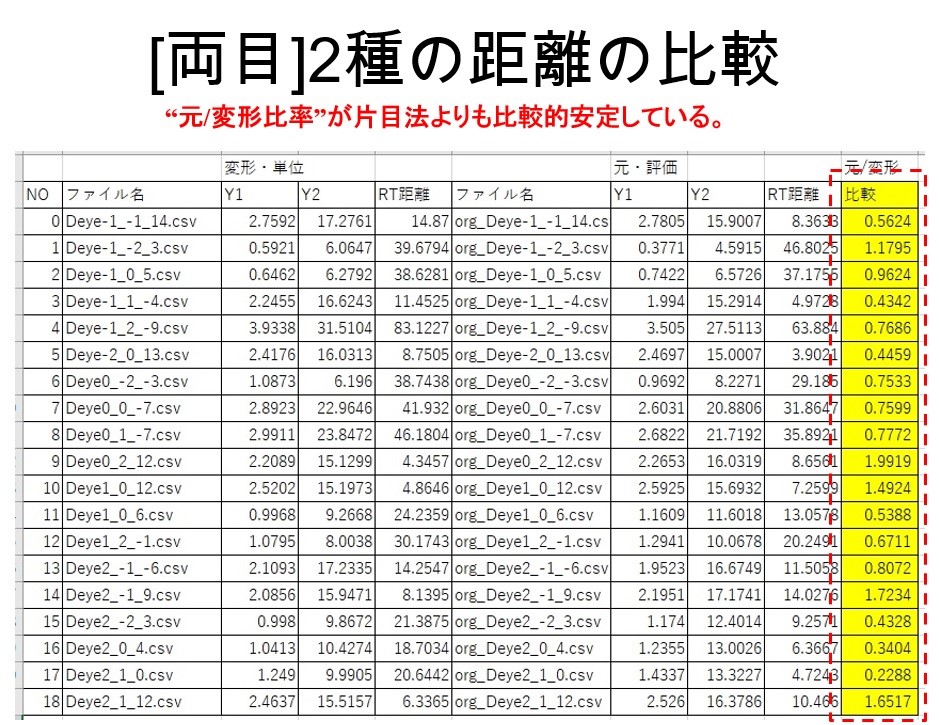 [両目]2種の距離の比較
“元/変形比率”が片目法よりも比較的安定している。
変形・単位 元・評価 元/変形
NO ファイル名 Y1 Y2 RT距離 ファイル名 Y1 Y2 RT距離 比較
0 Deye-1_-1_14.csv 2.7592 17.2761 14.87 org_Deye-1_-1_14.cs 2.7805 15.9007 8.3633 0.5624
1 Deye-1_-2_3.csv 0.5921 6.0647 39.6794 org_Deye-1_-2_3.csv 0.3771 4.5915 46.8025 1.1795
2 Deye-1_0_5.csv 0.6462 6.2792 38.6281 org_Deye-1_0_5.csv 0.7422 6.5726 37.1755 0.9624
3 Deye-1_1_-4.csv 2.2455 16.6243 11.4525 org_Deye-1_1_-4.csv 1.994 15.2914 4.9728 0.4342
4 Deye-1_2_-9.csv 3.9338 31.5104 83.1227 org_Deye-1_2_-9.csv 3.505 27.5113 63.884 0.7686
5 Deye-2_0_13.csv 2.4176 16.0313 8.7505 org_Deye-2_0_13.csv 2.4697 15.0007 3.9021 0.4459
6 Deye0_-2_-3.csv 1.0873 6.196 38.7438 org_Deye0_-2_-3.csv 0.9692 8.2271 29.185 0.7533
7 Deye0_0_-7.csv 2.8923 22.9646 41.932 org_Deye0_0_-7.csv 2.6031 20.8806 31.8647 0.7599
8 Deye0_1_-7.csv 2.9911 23.8472 46.1804 org_Deye0_1_-7.csv 2.6822 21.7192 35.8921 0.7772
9 Deye0_2_12.csv 2.2089 15.1299 4.3457 org_Deye0_2_12.csv 2.2653 16.0319 8.6561 1.9919
10 Deye1_0_12.csv 2.5202 15.1973 4.8646 org_Deye1_0_12.csv 2.5925 15.6932 7.2599 1.4924
11 Deye1_0_6.csv 0.9968 9.2668 24.2359 org_Deye1_0_6.csv 1.1609 11.6018 13.0578 0.5388
12 Deye1_2_-1.csv 1.0795 8.0038 30.1743 org_Deye1_2_-1.csv 1.2941 10.0678 20.2491 0.6711
13 Deye2_-1_-6.csv 2.1093 17.2335 14.2547 org_Deye2_-1_-6.csv 1.9523 16.6749 11.5058 0.8072
14 Deye2_-1_9.csv 2.0856 15.9471 8.1395 org_Deye2_-1_9.csv 2.1951 17.1741 14.0276 1.7234
15 Deye2_-2_3.csv 0.998 9.8672 21.3875 org_Deye2_-2_3.csv 1.174 12.4014 9.2571 0.4328
16 Deye2_0_4.csv 1.0413 10.4274 18.7034 org_Deye2_0_4.csv 1.2355 13.0026 6.3667 0.3404
17 Deye2_1_0.csv 1.249 9.9905 20.6442 org_Deye2_1_0.csv 1.4337 13.3227 4.7243 0.2288
18 Deye2_1_12.csv 2.4637 15.5157 6.3365 org_Deye2_1_12.csv 2.526 16.3786 10.466 1.6517